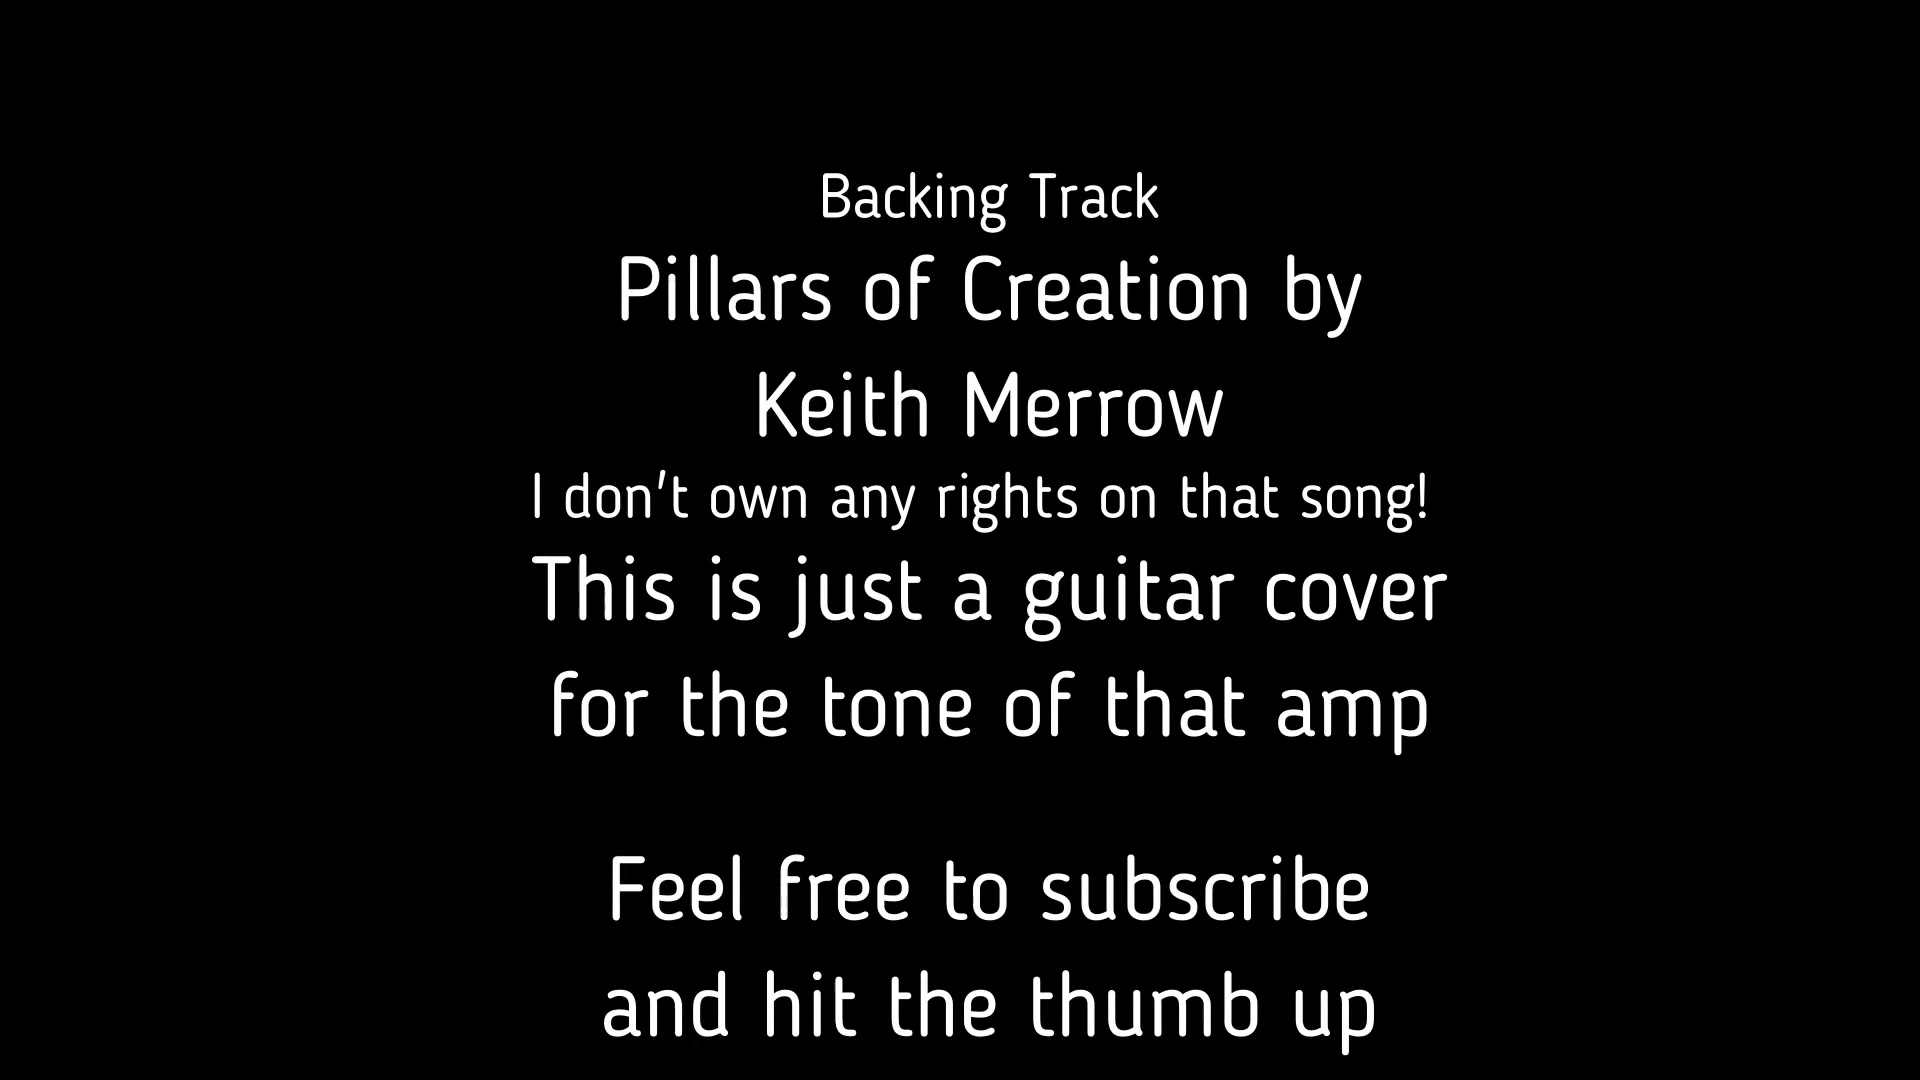 Backing Track
Pillars of Creation by
Keith Merrow
I don't own any rights on that song!
This is just a guitar cover
for the tone of that amp
Feel free to subscribe
and hit the thumb up